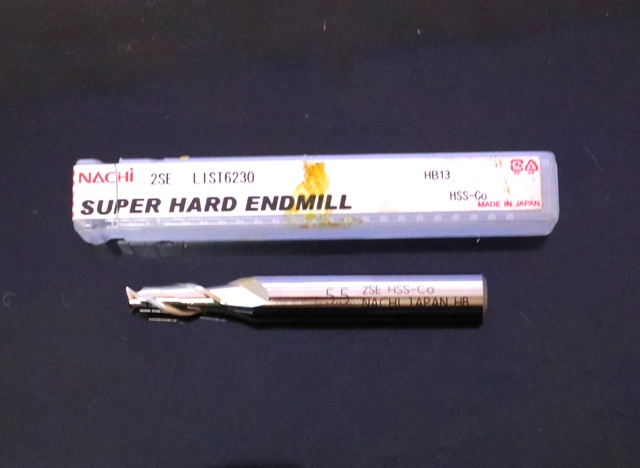 NACHi 2SE LIST6230 HB13
HSS-Co
SUPER HARD ENDMILL MADE IN JAPAN
5.5 2SE HSS-Co
NACHI JAPAN HB